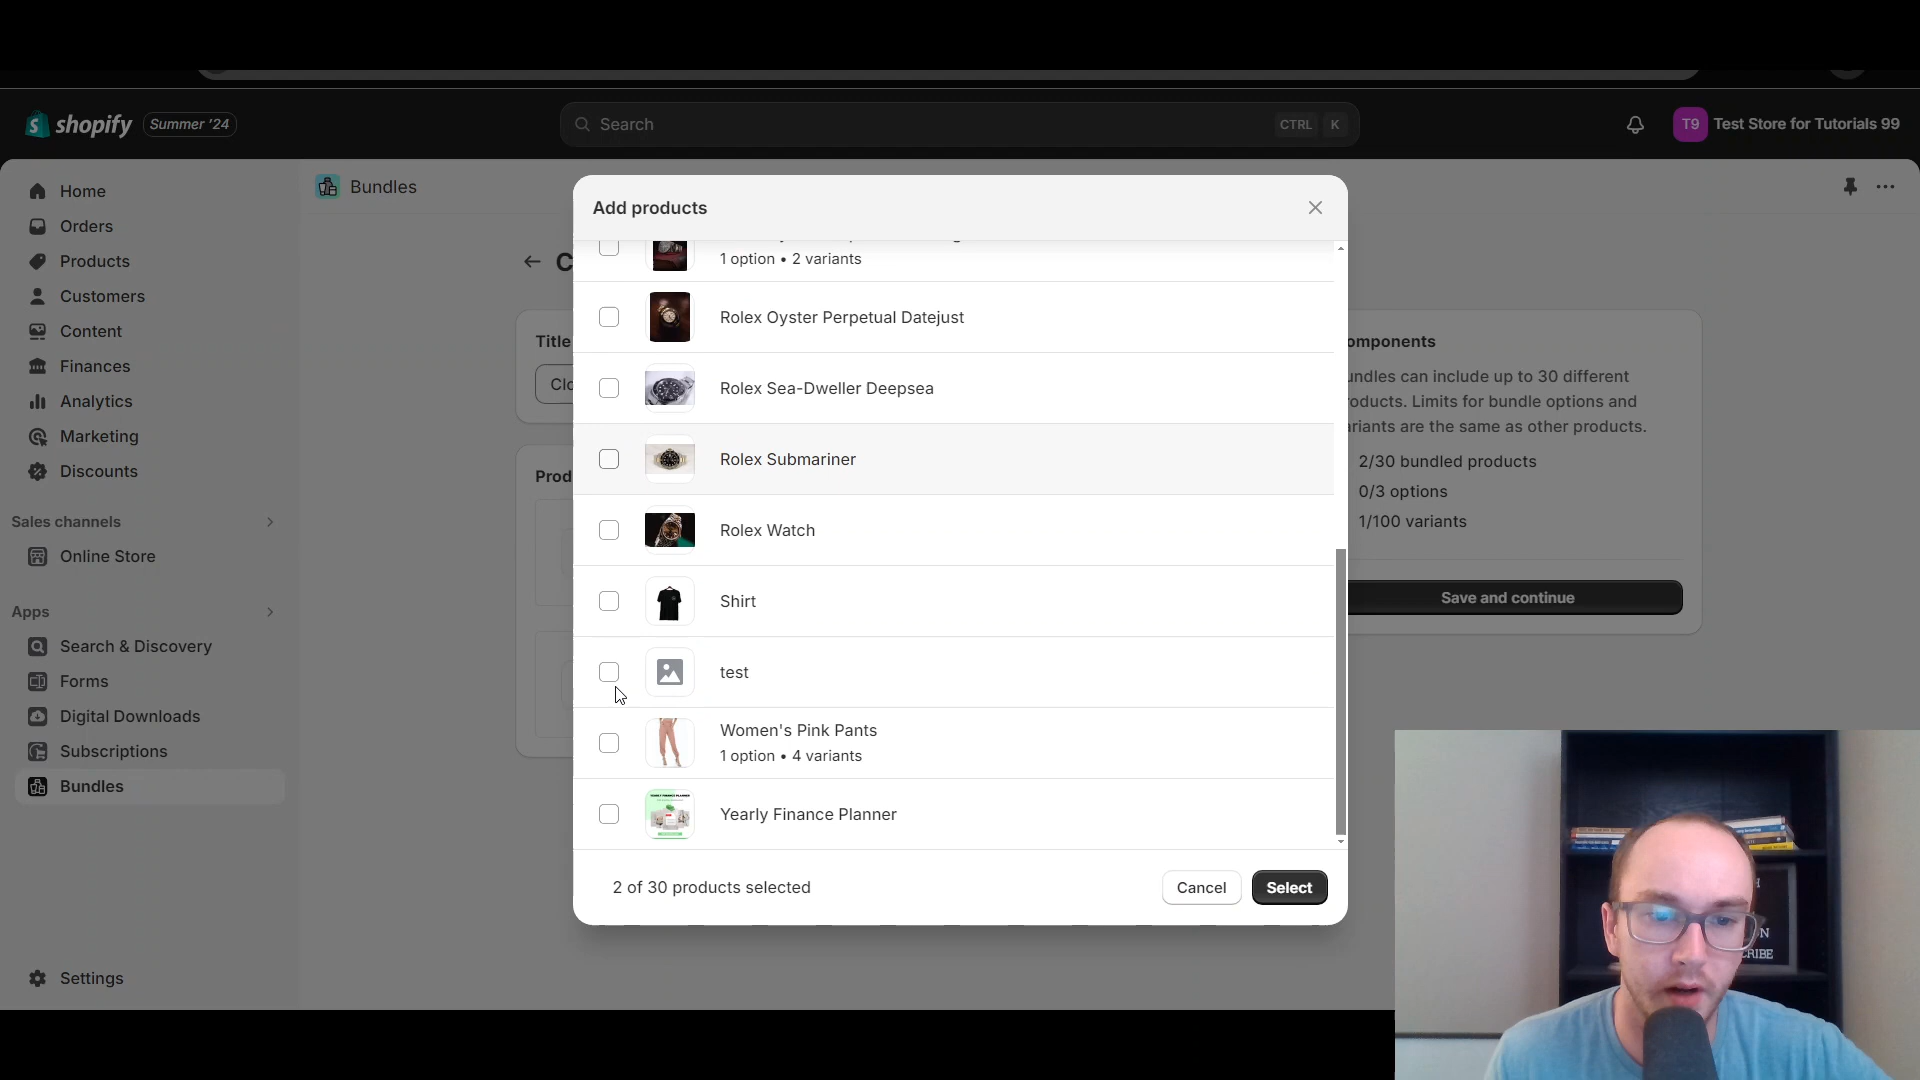 shopify
Summer '24
Search
CTRL K
T9
Test Store for Tutorials 99
Home
Orders
Products
Customers
Content
Finances
Analytics
Marketing
Discounts
Sales channels
Online Store
Apps
Search & Discovery
Forms
Digital Downloads
Subscriptions
Bundles
Settings
Bundles
C
Title
Clo
Prod
Add products
1 option • 2 variants
Rolex Oyster Perpetual Datejust
Rolex Sea-Dweller Deepsea
Rolex Submariner
Rolex Watch
Shirt
test
Women's Pink Pants
1 option • 4 variants
YEARLY FINANCE PLANNER
Yearly Finance Planner
2 of 30 products selected
Cancel
Select
omponents
undles can include up to 30 different
roducts. Limits for bundle options and
ariants are the same as other products.
2/30 bundled products
0/3 options
1/100 variants
Save and continue